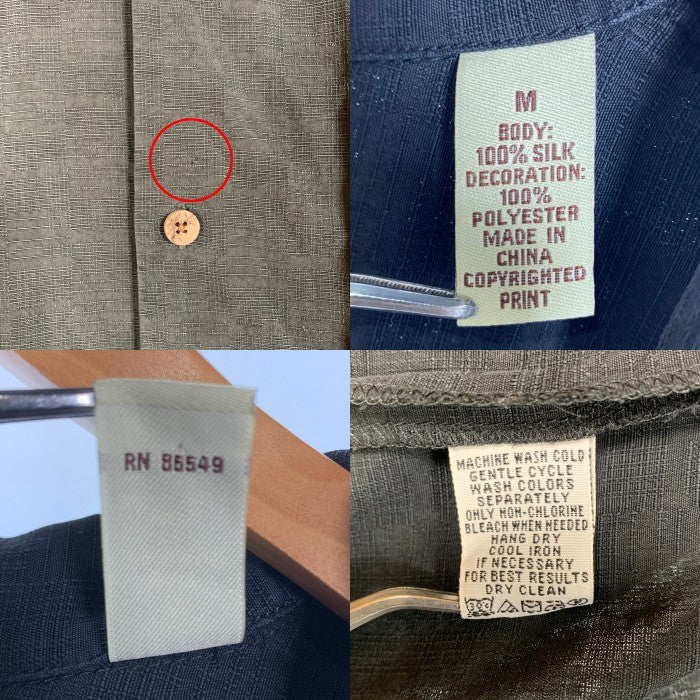 M
BODY:
100% SILK
DECORATION:
100%
POLYESTER
MADE IN
CHINA
COPYRIGHTED
PRINT
RN 86549
MACHINE WASH COLD
GENTLE CYCLE
WASH COLORS
SEPARATELY
ONLY NON-CHLORINE
BLEACH WHEN NEEDED
HANG DRY
COOL IRON
IF NECESSARY
FOR BEST RESULTS
DRY CLEAN